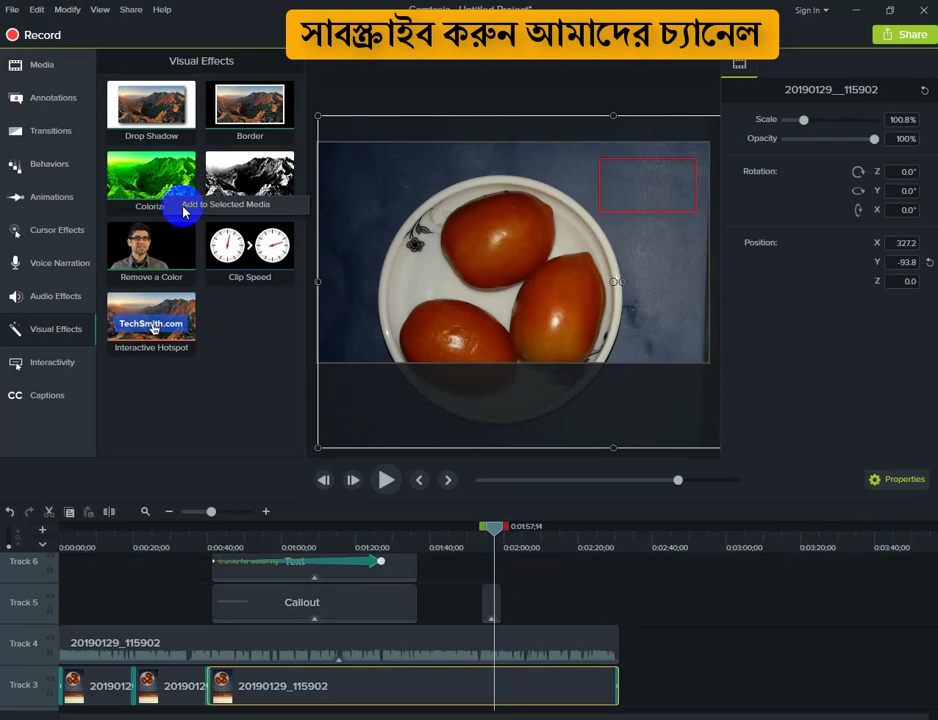 File Edit Modify View Share Help
Camtasia - Untitled Project*
Sign In
সাবস্ক্রাইব করুন আমাদের চ্যানেল
Record
Share
Media
Annotations
Transitions
Behaviors
Animations
Cursor Effects
Voice Narration
Audio Effects
Visual Effects
Interactivity
CC Captions
Visual Effects
Drop Shadow
Border
Add to Selected Media
Remove a Color
Clip Speed
TechSmith.com
Interactive Hotspot
20190129__115902
Scale 100.8%
Opacity 100%
Rotation: Z 0.0°
Y 0.0°
X 0.0°
Position: X 327.2
Y -93.8
Z 0.0
Properties
0:01:57;14
0:00:00;00 0:00:20;00 0:00:40;00 0:01:00;00 0:01:20;00 0:01:40;00 0:02:00;00 0:02:20;00 0:02:40;00 0:03:00;00 0:03:20;00 0:03:40;00
Track 6
Text
Track 5
Callout
Track 4
20190129__115902
Track 3
20190129__115902